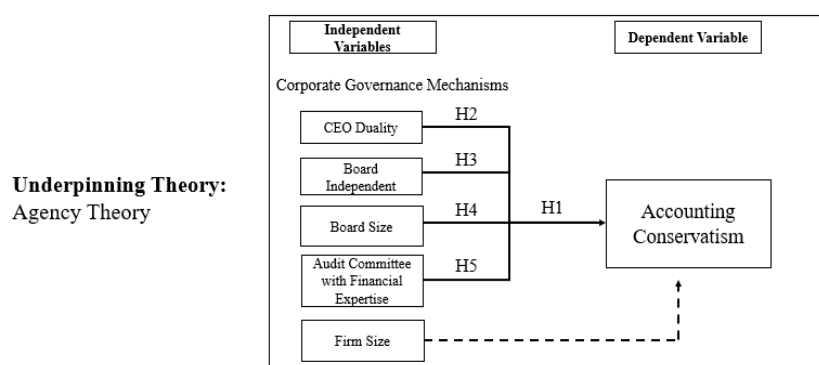 Independent
Variables
Dependent Variable
Corporate Governance Mechanisms
CEO Duality
H2
Board
Independent
H3
Underpinning Theory:
Agency Theory
Board Size
H4
H1
Accounting
Conservatism
Audit Committee
with Financial
Expertise
H5
Firm Size